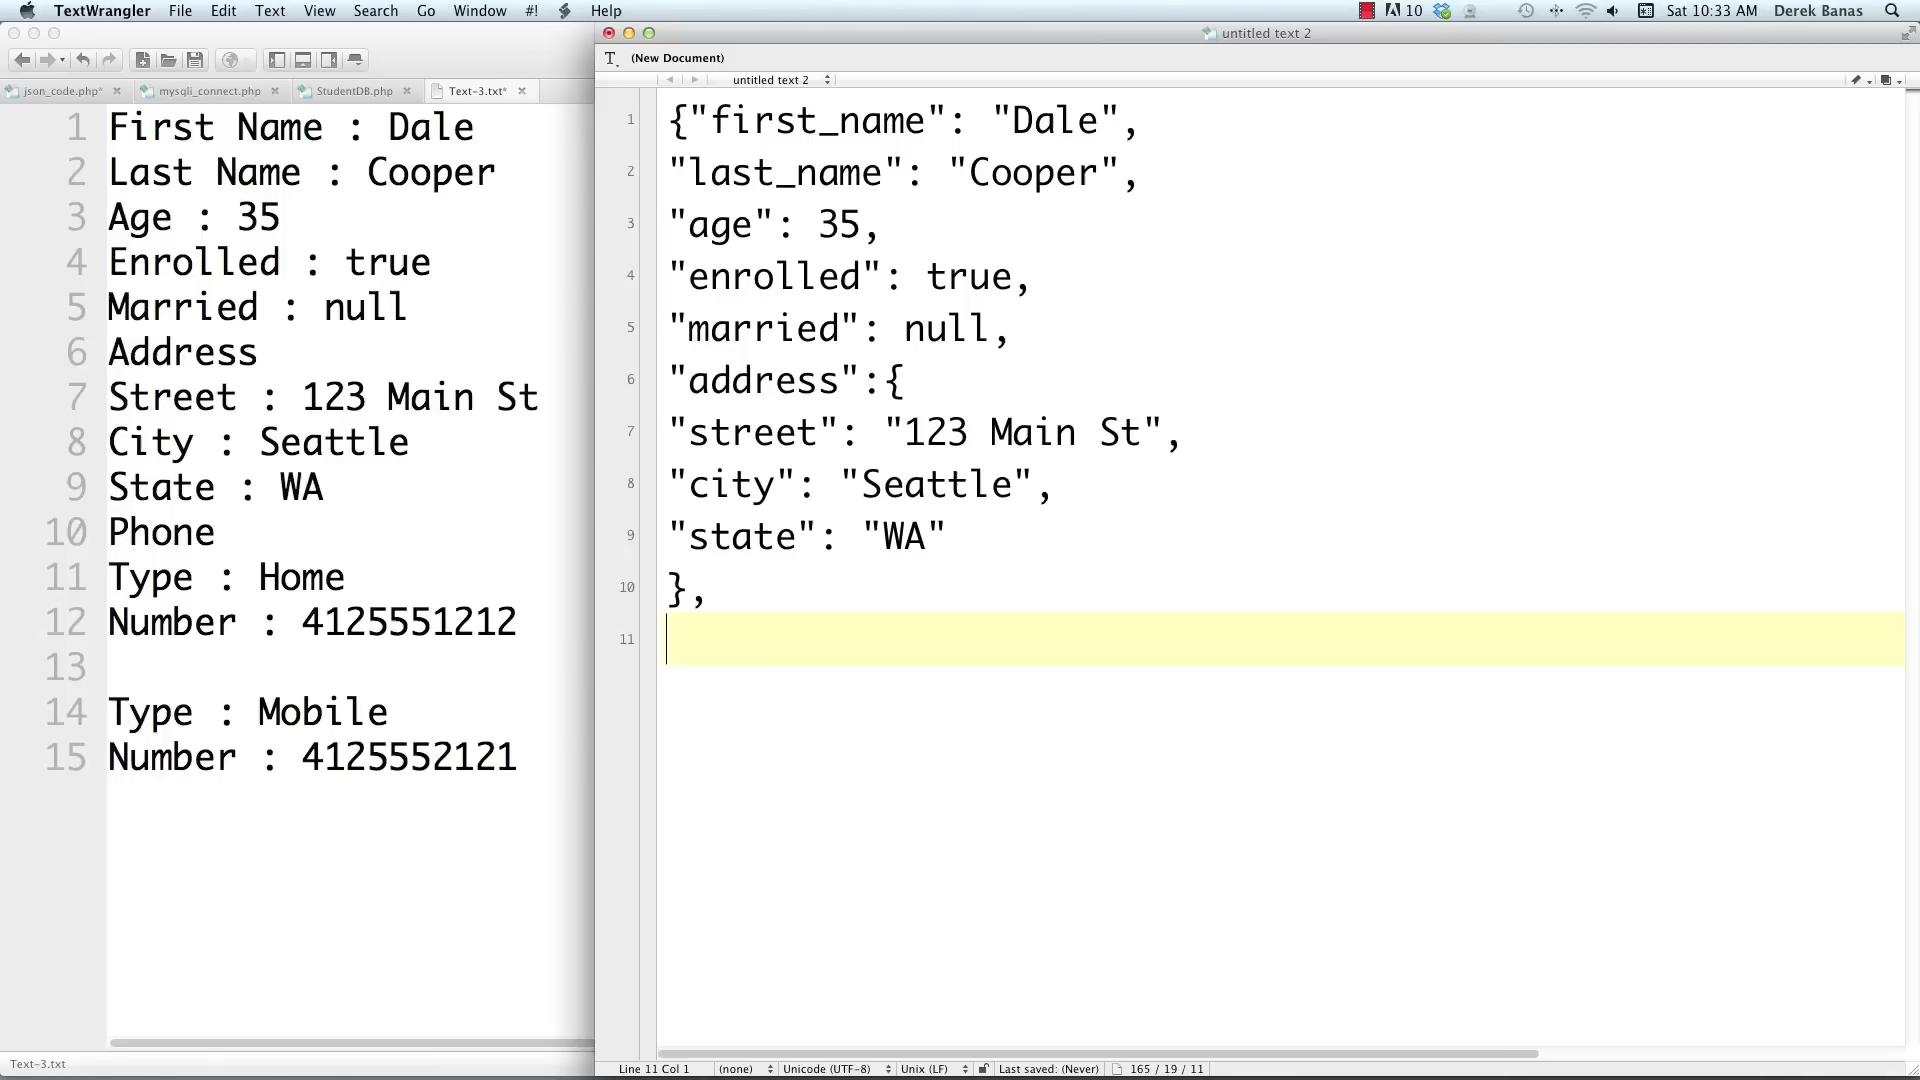 TextWrangler File Edit Text View Search Go Window #! Help 10 Sat 10:33 AM Derek Banas
untitled text 2
(New Document)
untitled text 2
json_code.php* mysqli_connect.php StudentDB.php Text-3.txt*
1 First Name : Dale
2 Last Name : Cooper
3 Age : 35
4 Enrolled : true
5 Married : null
6 Address
7 Street : 123 Main St
8 City : Seattle
9 State : WA
10 Phone
11 Type : Home
12 Number : 4125551212
13
14 Type : Mobile
15 Number : 4125552121
Text-3.txt
1 {"first_name": "Dale",
2 "last_name": "Cooper",
3 "age": 35,
4 "enrolled": true,
5 "married": null,
6 "address":{
7 "street": "123 Main St",
8 "city": "Seattle",
9 "state": "WA"
10 },
11
Line 11 Col 1 (none) Unicode (UTF-8) Unix (LF) Last saved: (Never) 165 / 19 / 11